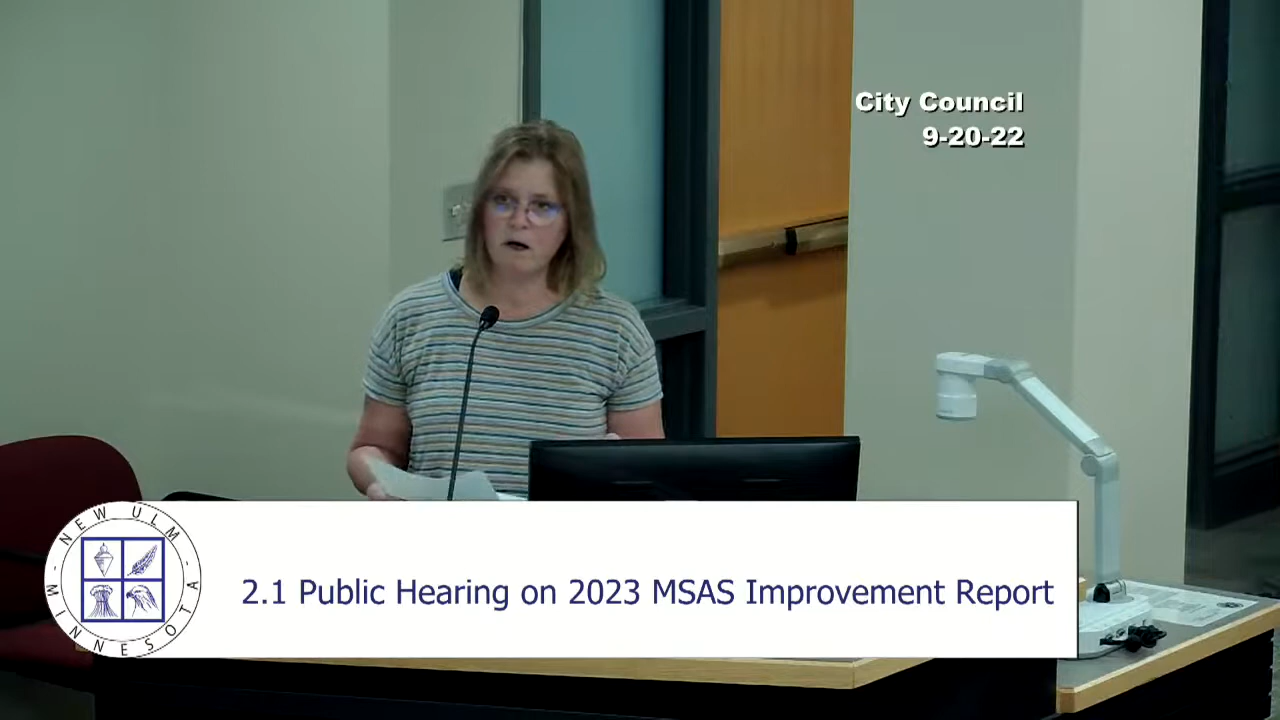 City Council
9-20-22
NEW ULM
MINNESOTA
2.1 Public Hearing on 2023 MSAS Improvement Report